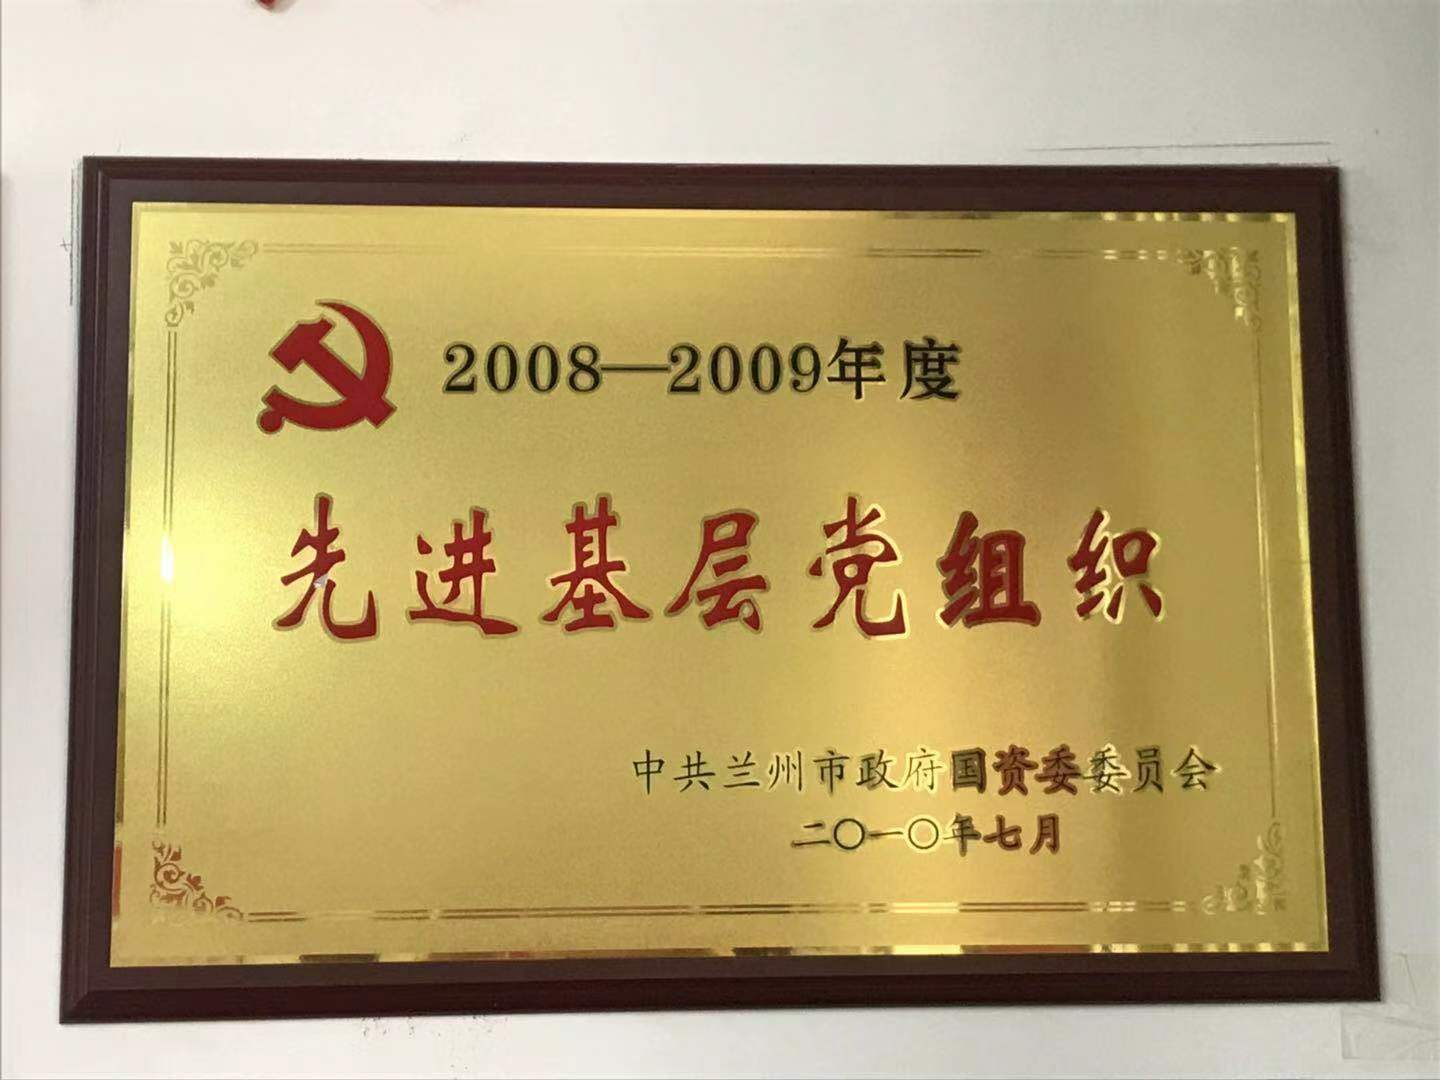 2008—2009年度
先进基层党组织
中共兰州市政府国资委委员会
二〇一〇年七月